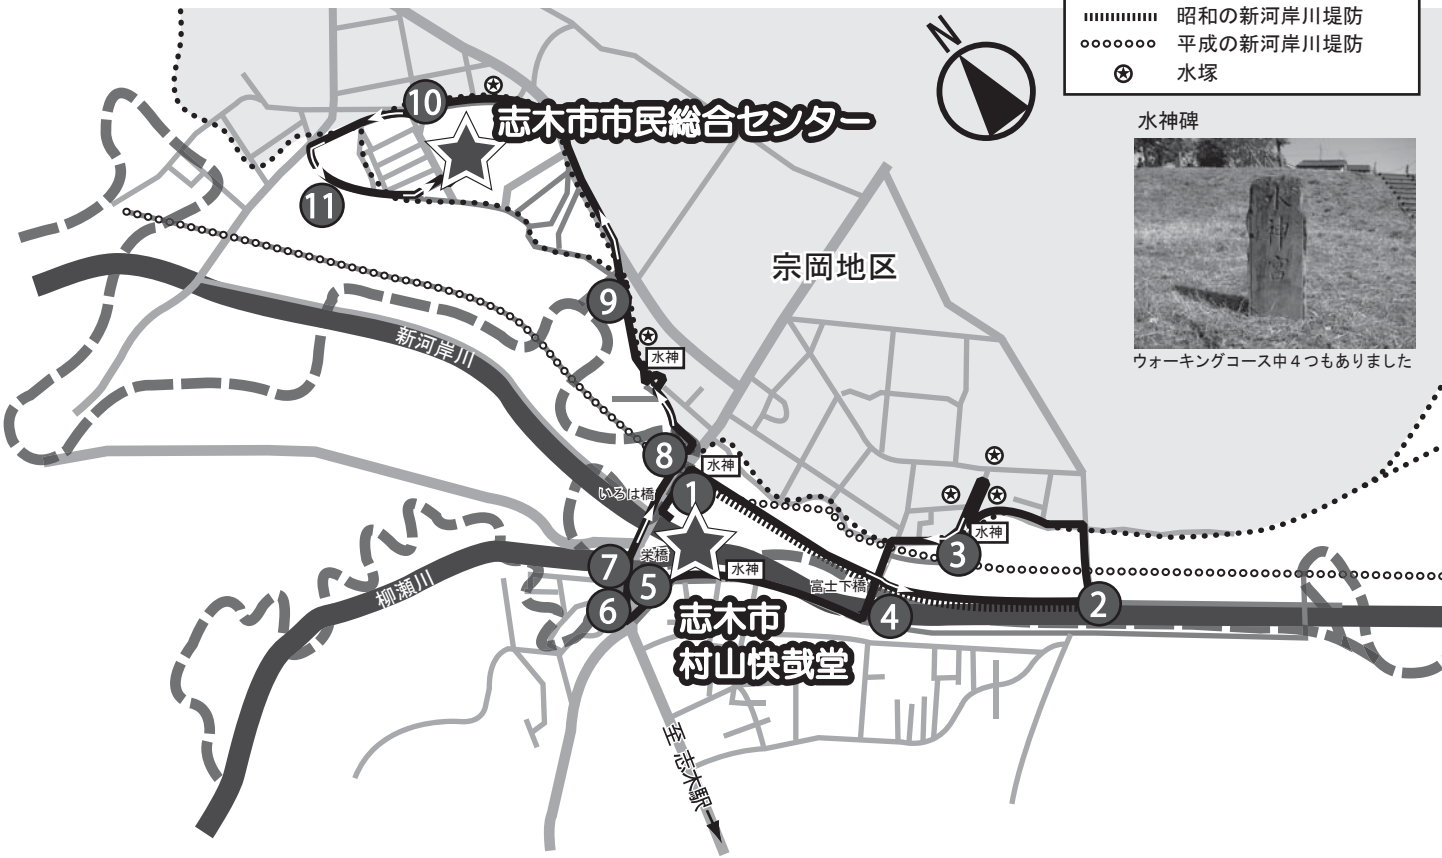 昭和の新河岸川堤防
平成の新河岸川堤防
水塚
N
水神碑
水神宮
ウォーキングコース中４つもありました
10
志木市市民総合センター
11
宗岡地区
9
新河岸川
水神
8
水神
いろは橋
1
水神
3
栄橋
7
水神
5
富士下橋
2
柳瀬川
6
4
志木市
村山快哉堂
至 志木駅